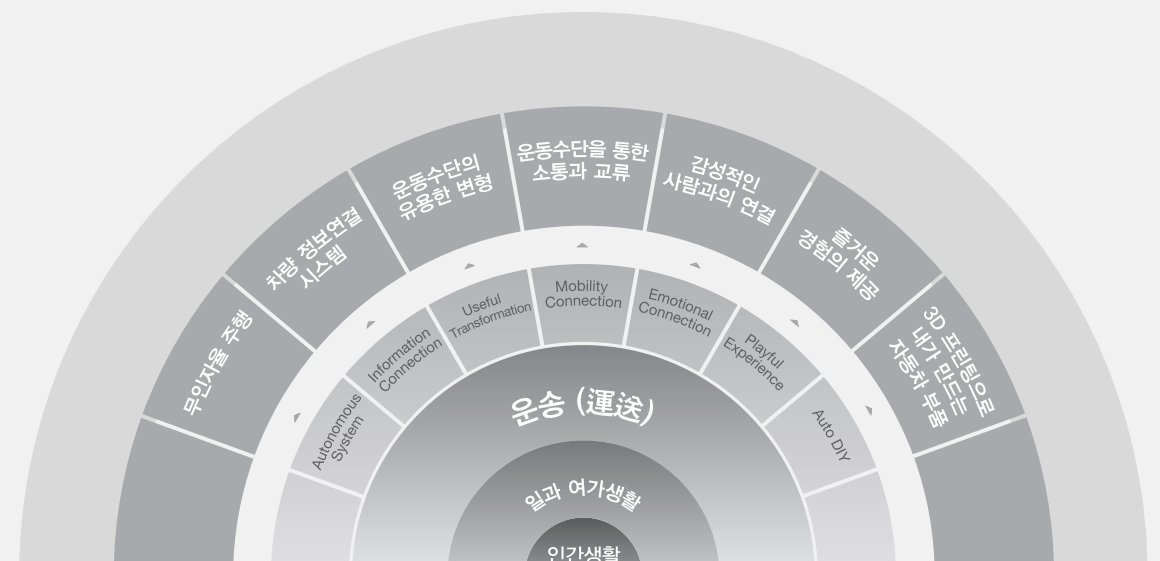 무인자율 주행
차량 정보연결
시스템
운동수단의
유용한 변형
운동수단을 통한
소통과 교류
감성적인
사람과의 연결
즐거운
경험의 제공
3D 프린팅으로
내가 만드는
자동차 부품
Autonomous
System
Information
Connection
Useful
Transformation
Mobility
Connection
Emotional
Connection
Playful
Experience
Auto DIY
운송 (運送)
일과 여가생활
인간생활